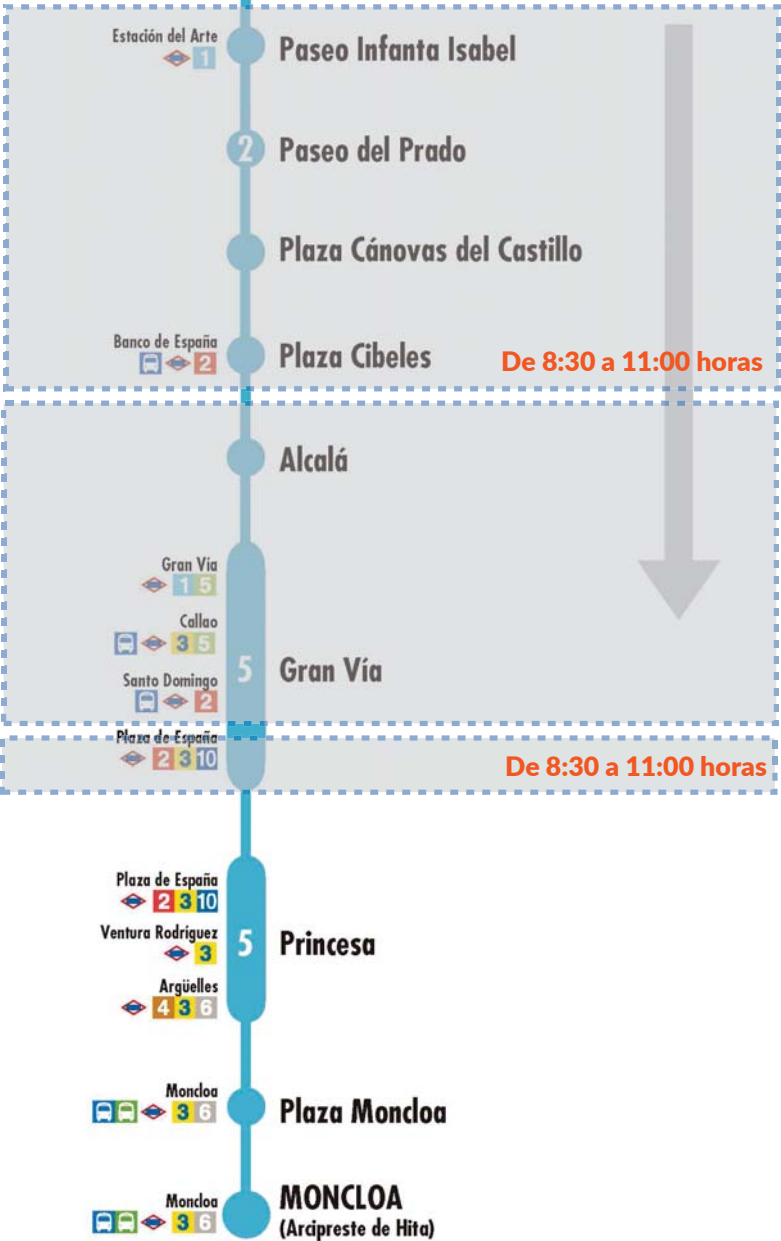 Estación del Arte
1
Paseo Infanta Isabel
2
Paseo del Prado
Plaza Cánovas del Castillo
Banco de España
2
Plaza Cibeles
De 8:30 a 11:00 horas
Alcalá
Gran Vía
1 5
Callao
3 5
5
Gran Vía
Santo Domingo
2
Plaza de España
2 3 10
De 8:30 a 11:00 horas
Plaza de España
2 3 10
Ventura Rodríguez
3
5
Princesa
Argüelles
4 3 6
Moncloa
3 6
Plaza Moncloa
Moncloa
3 6
MONCLOA
(Arcipreste de Hita)